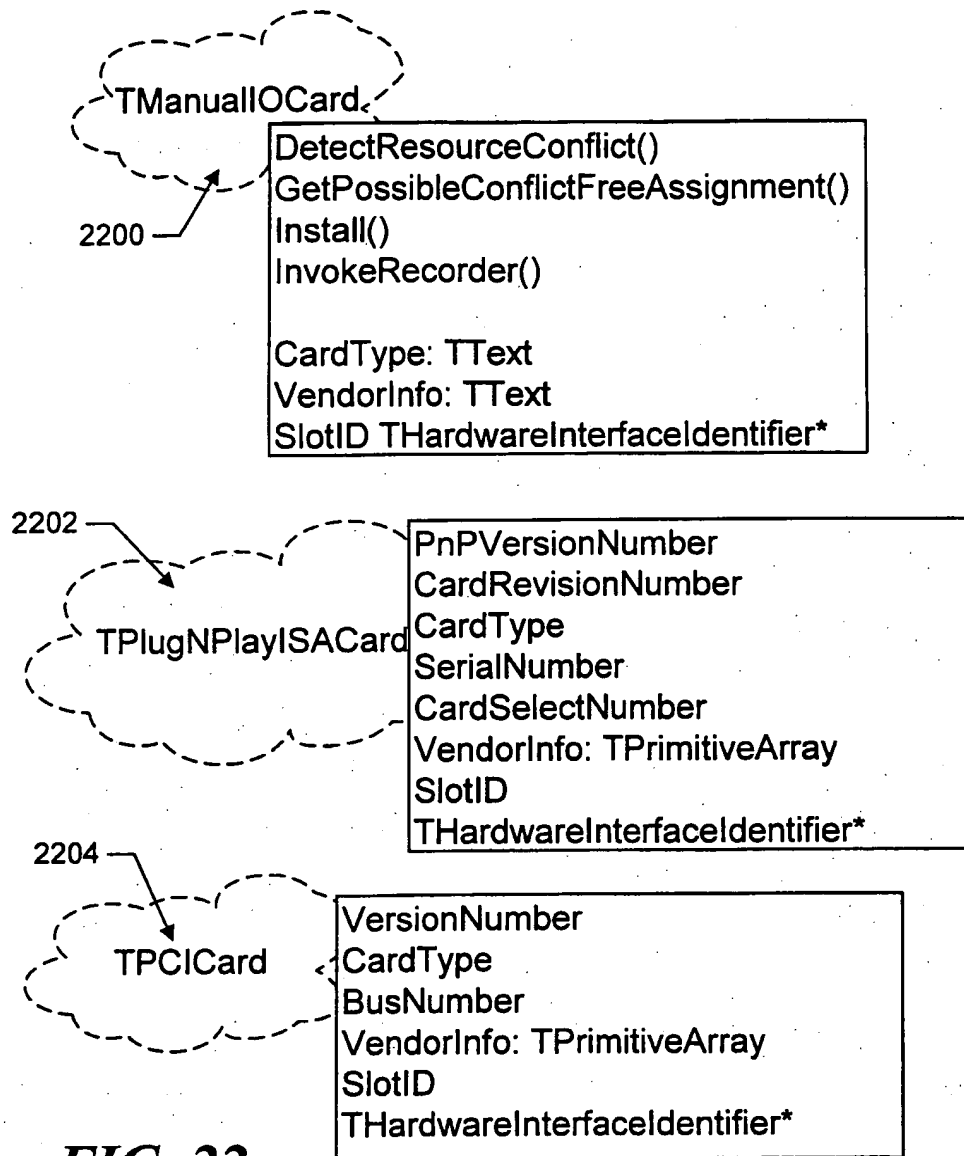 TManualIOCard
DetectResourceConflict()
GetPossibleConflictFreeAssignment()
Install()
InvokeRecorder()
2200
CardType: TText
VendorInfo: TText
SlotID THardwareInterfaceIdentifier*
2202
PnPVersionNumber
CardRevisionNumber
TPlugNPlayISACard
CardType
SerialNumber
CardSelectNumber
VendorInfo: TPrimitiveArray
SlotID
THardwareInterfaceIdentifier*
2204
VersionNumber
TPCICard
CardType
BusNumber
VendorInfo: TPrimitiveArray
SlotID
THardwareInterfaceIdentifier*